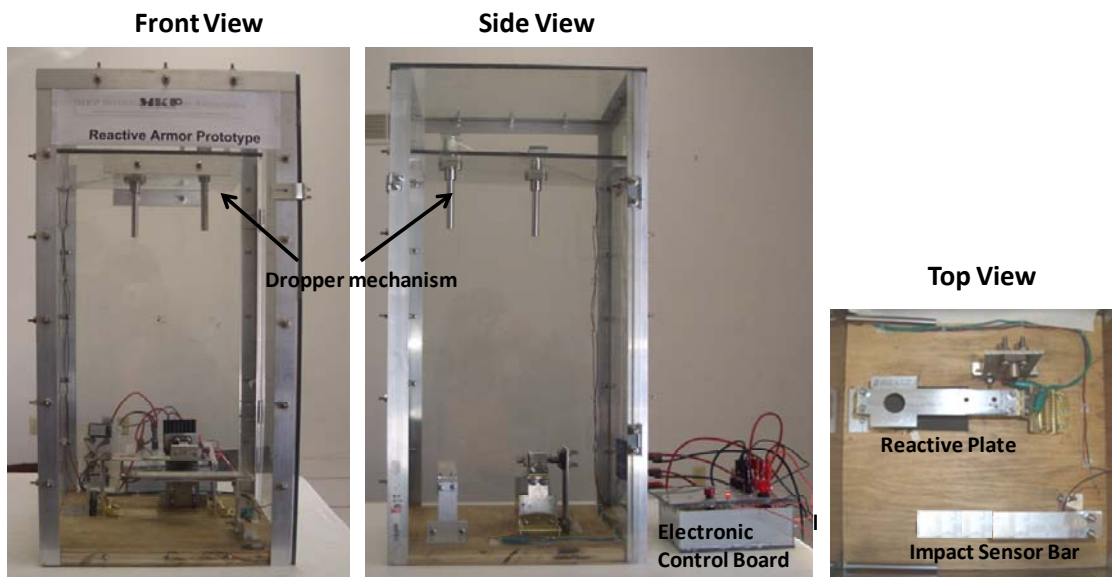 Front View
Side View
Reactive Armor Prototype
Dropper mechanism
Top View
Reactive Plate
Impact Sensor Bar
Electronic
Control Board